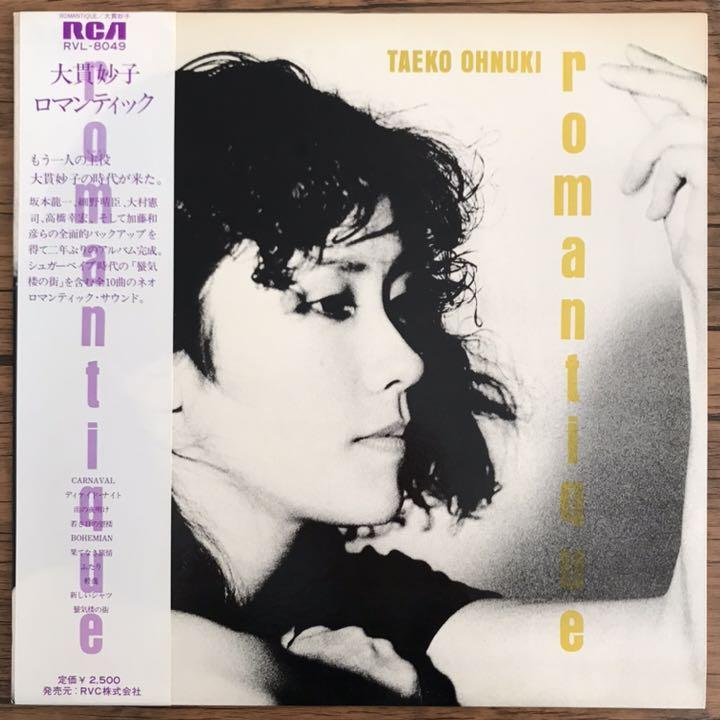 ROMANTIQUE/大貫妙子
RCA
RVL-8049
大貫妙子
ロマンティック
romantique
もう一人の主役
大貫妙子の時代が来た。
坂本龍一、細野晴臣、大村憲
司、高橋幸宏、そして加藤和
彦らの全面的バックアップを
得て二年ぶりのアルバム完成。
シュガーベイブ時代の「蜃気
楼の街」を含む全10曲のネオ
ロマンティック・サウンド。
CARNAVAL
ディケイド・ナイト
雨の夜明け
若き日の望楼
BOHEMIAN
果てなき旅情
ふたり
軽蔑
新しいシャツ
蜃気楼の街
定価¥2,500
発売元:RVC株式会社
TAEKO OHNUKI
romantique